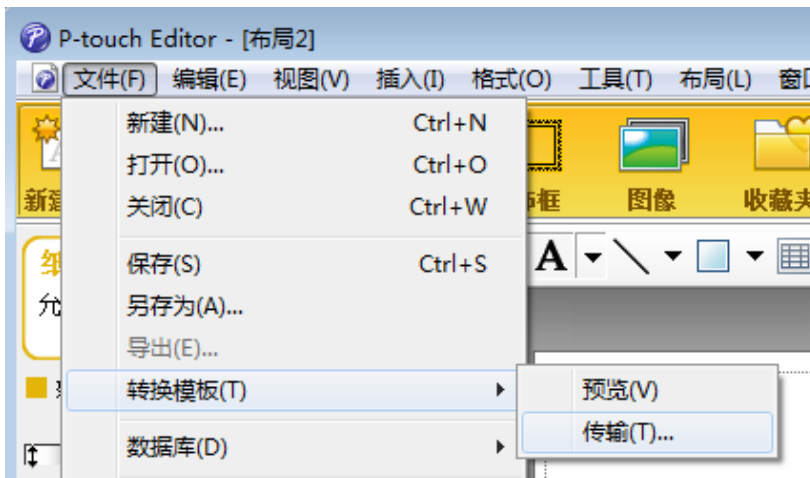 P-touch Editor - [布局2]
文件(F) 编辑(E) 视图(V) 插入(I) 格式(O) 工具(T) 布局(L)
新建(N)... Ctrl+N
打开(O)... Ctrl+O
关闭(C) Ctrl+W
图像 收藏夹
保存(S) Ctrl+S
A
另存为(A)...
允
导出(E)...
转换模板(T)
预览(V)
传输(T)...
数据库(D)